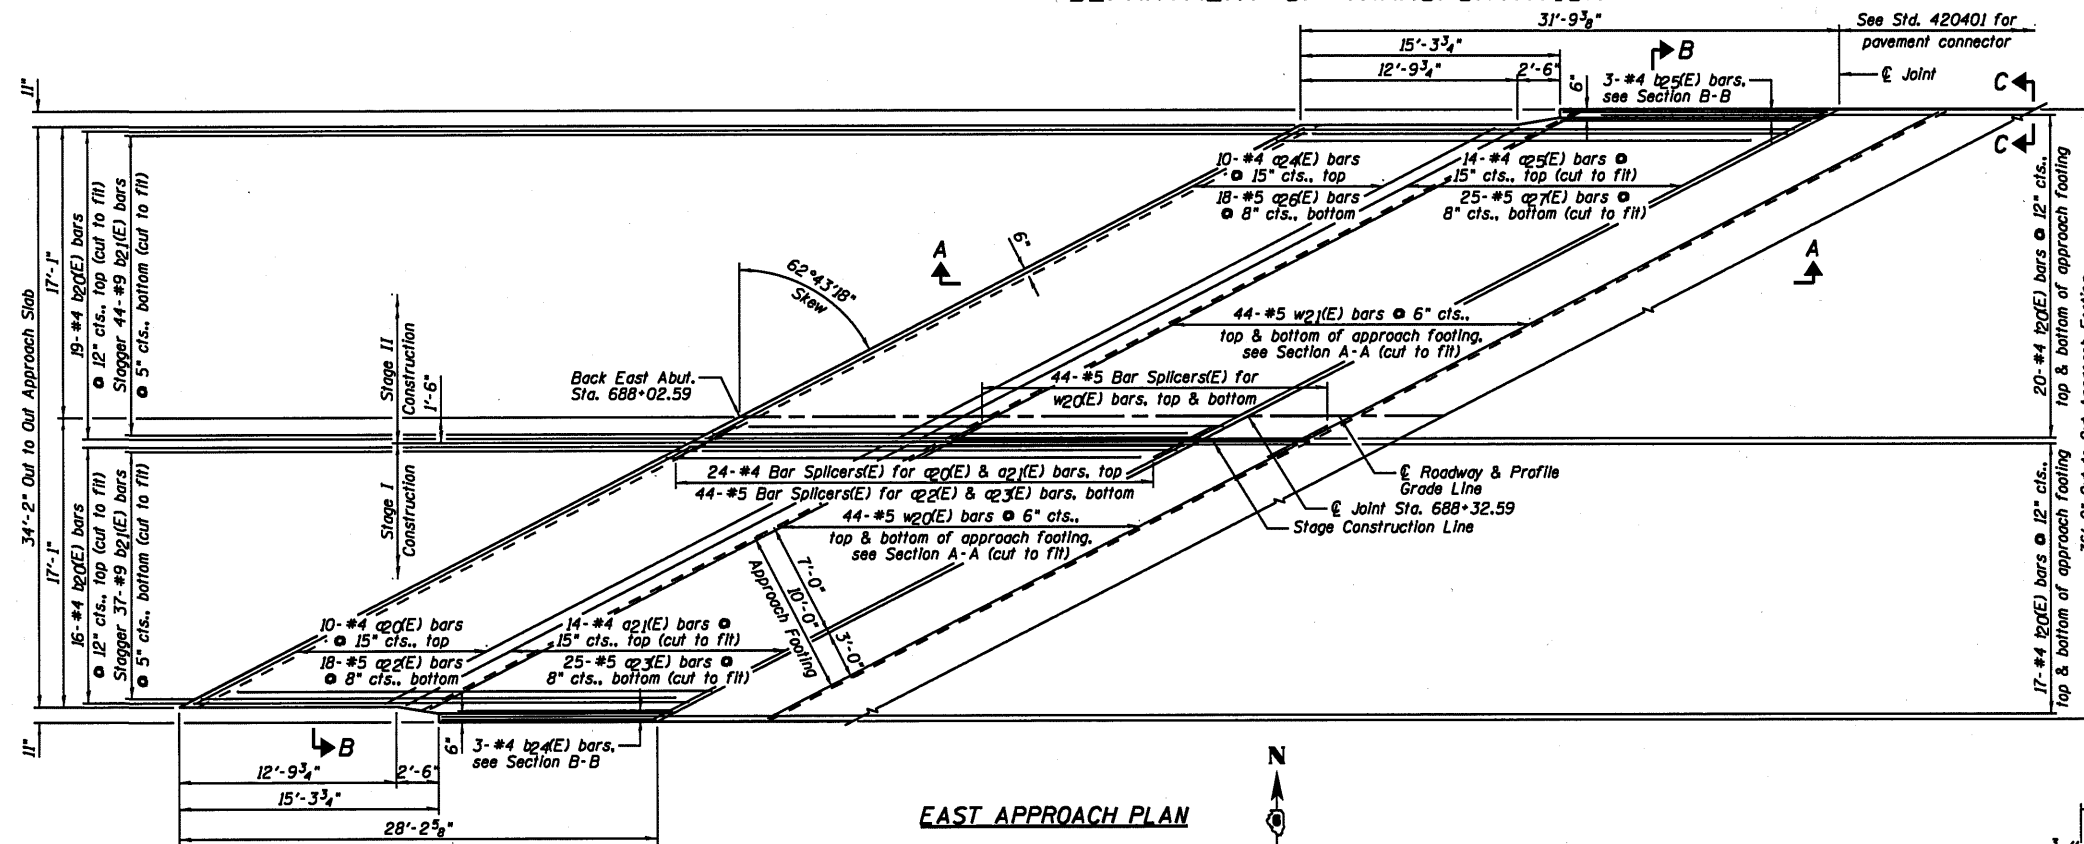 31'-9 3/8"
See Std. 420401 for
pavement connector
15'-3 3/4"
12'-9 3/4"
2'-6"
B
6"
3-#4 b25(E) bars,
see Section B-B
℄ Joint
C
C
11"
34'-2" Out to Out Approach Slab
17'-1"
19-#4 b20(E) bars
@ 12" cts., top (cut to fit)
Stagger 44-#9 b21(E) bars
@ 5" cts., bottom (cut to fit)
10-#4 a24(E) bars
@ 15" cts., top
18-#5 a26(E) bars
@ 8" cts., bottom
14-#4 a25(E) bars @
15" cts., top (cut to fit)
25-#5 a27(E) bars @
8" cts., bottom (cut to fit)
20-#4 t20(E) bars @ 12" cts.,
top & bottom of approach footing
A
6"
A
62°43'18"
Skew
Stage II
Construction
1'-6"
Back East Abut.
Sta. 688+02.59
44-#5 w21(E) bars @ 6" cts.,
top & bottom of approach footing,
see Section A-A (cut to fit)
44-#5 Bar Splicers(E) for
w20(E) bars, top & bottom
17'-1"
16-#4 b20(E) bars
@ 12" cts., top (cut to fit)
Stagger 37-#9 b21(E) bars
@ 5" cts., bottom (cut to fit)
Stage I
Construction
24-#4 Bar Splicers(E) for a20(E) & a21(E) bars, top
44-#5 Bar Splicers(E) for a22(E) & a23(E) bars, bottom
44-#5 w20(E) bars @ 6" cts.,
top & bottom of approach footing,
see Section A-A (cut to fit)
℄ Roadway & Profile
Grade Line
℄ Joint Sta. 688+32.59
Stage Construction Line
17-#4 t20(E) bars @ 12" cts.,
top & bottom of approach footing
7'-0"
10'-0"
3'-0"
Approach Footing
10-#4 a20(E) bars
@ 15" cts., top
18-#5 a22(E) bars
@ 8" cts., bottom
14-#4 a21(E) bars @
15" cts., top (cut to fit)
25-#5 a23(E) bars @
8" cts., bottom (cut to fit)
11"
B
6"
3-#4 b24(E) bars,
see Section B-B
12'-9 3/4"
2'-6"
15'-3 3/4"
28'-2 5/8"
EAST APPROACH PLAN
N